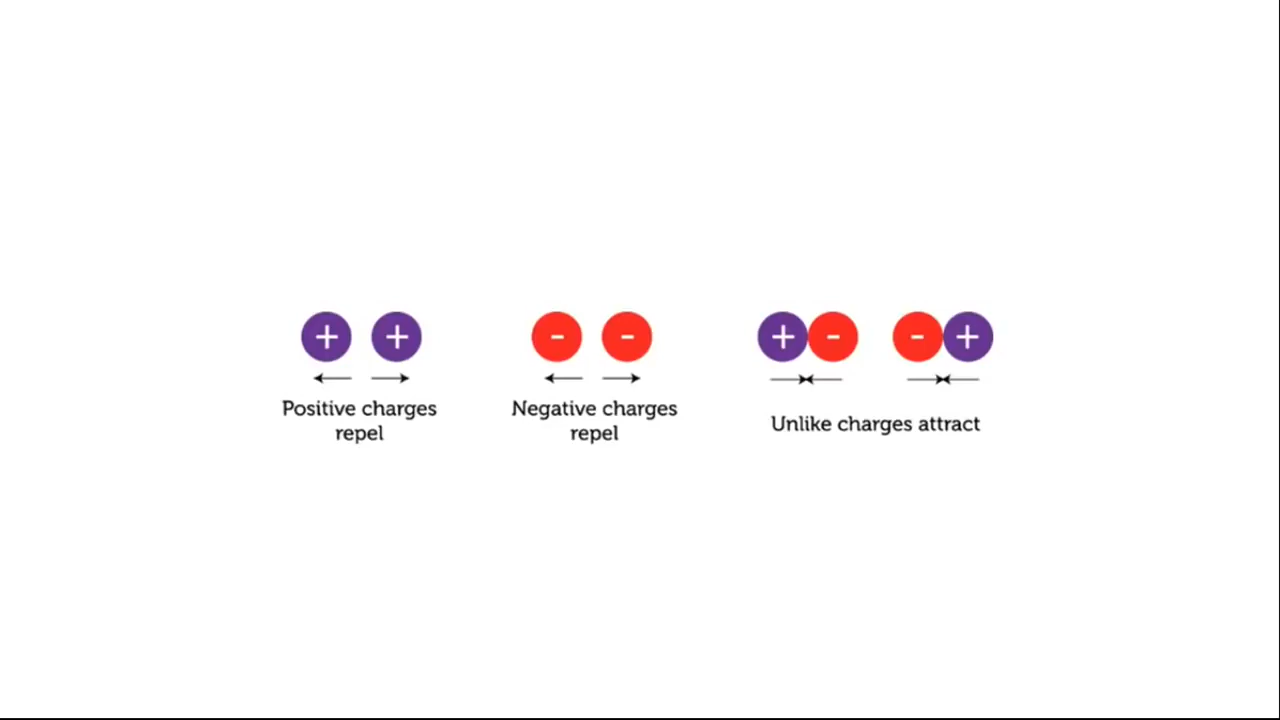 + +
Positive charges
repel
- -
Negative charges
repel
+ - - +
Unlike charges attract